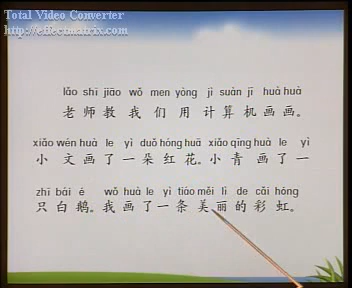 Total Video Converter
http://effectmatrix.com
lǎo shī jiāo wǒ men yòng jì suàn jī huà huà
老师教我们用计算机画画。
xiǎo wén huà le yì duǒ hóng huā xiǎo qīng huà le yì
小文画了一朵红花。小青画了一
zhī bái é wǒ huà le yì tiáo měi lì de cǎi hóng
只白鹅。我画了一条美丽的彩虹。